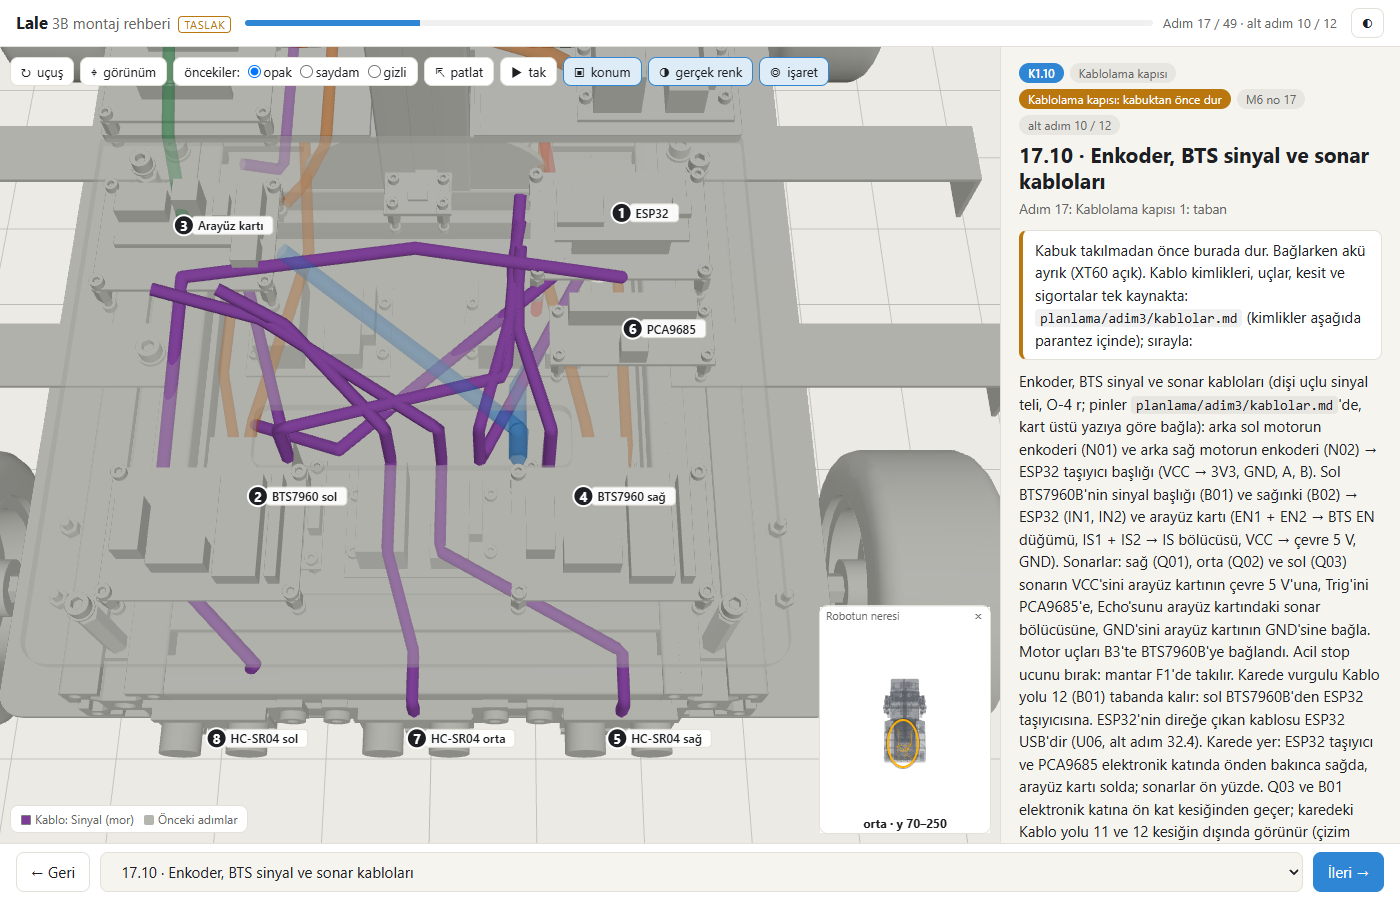 Lale 3B montaj rehberi TASLAK
Adım 17 / 49 · alt adım 10 / 12
↻ uçuş
⌖ görünüm
öncekiler: opak saydam gizli
⇱ patlat
▶ tak
▣ konum
◑ gerçek renk
◎ işaret
1 ESP32
3 Arayüz kartı
6 PCA9685
2 BTS7960 sol
4 BTS7960 sağ
8 HC-SR04 sol
7 HC-SR04 orta
5 HC-SR04 sağ
Robotun neresi ×
orta · y 70–250
Kablo: Sinyal (mor) Önceki adımlar
K1.10 Kablolama kapısı
Kablolama kapısı: kabuktan önce dur M6 no 17
alt adım 10 / 12
17.10 · Enkoder, BTS sinyal ve sonar
kabloları
Adım 17: Kablolama kapısı 1: taban
Kabuk takılmadan önce burada dur. Bağlarken akü
ayrık (XT60 açık). Kablo kimlikleri, uçlar, kesit ve
sigortalar tek kaynakta:
planlama/adim3/kablolar.md (kimlikler aşağıda
parantez içinde); sırayla:
Enkoder, BTS sinyal ve sonar kabloları (dişi uçlu sinyal
teli, O-4 r; pinler planlama/adim3/kablolar.md 'de,
kart üstü yazıya göre bağla): arka sol motorun
enkoderi (N01) ve arka sağ motorun enkoderi (N02) →
ESP32 taşıyıcı başlığı (VCC → 3V3, GND, A, B). Sol
BTS7960B'nin sinyal başlığı (B01) ve sağınki (B02) →
ESP32 (IN1, IN2) ve arayüz kartı (EN1 + EN2 → BTS EN
düğümü, IS1 + IS2 → IS bölücüsü, VCC → çevre 5 V,
GND). Sonarlar: sağ (Q01), orta (Q02) ve sol (Q03)
sonarın VCC'sini arayüz kartının çevre 5 V'una, Trig'ini
PCA9685'e, Echo'sunu arayüz kartındaki sonar
bölücüsüne, GND'sini arayüz kartının GND'sine bağla.
Motor uçları B3'te BTS7960B'ye bağlandı. Acil stop
ucunu bırak: mantar F1'de takılır. Karede vurgulu Kablo
yolu 12 (B01) tabanda kalır: sol BTS7960B'den ESP32
taşıyıcısına. ESP32'nin direğe çıkan kablosu ESP32
USB'dir (U06, alt adım 32.4). Karede yer: ESP32 taşıyıcı
ve PCA9685 elektronik katında önden bakınca sağda,
arayüz kartı solda; sonarlar ön yüzde. Q03 ve B01
elektronik katına ön kat kesiğinden geçer; karedeki
Kablo yolu 11 ve 12 kesiğin dışında görünür (çizim
← Geri
17.10 · Enkoder, BTS sinyal ve sonar kabloları
İleri →